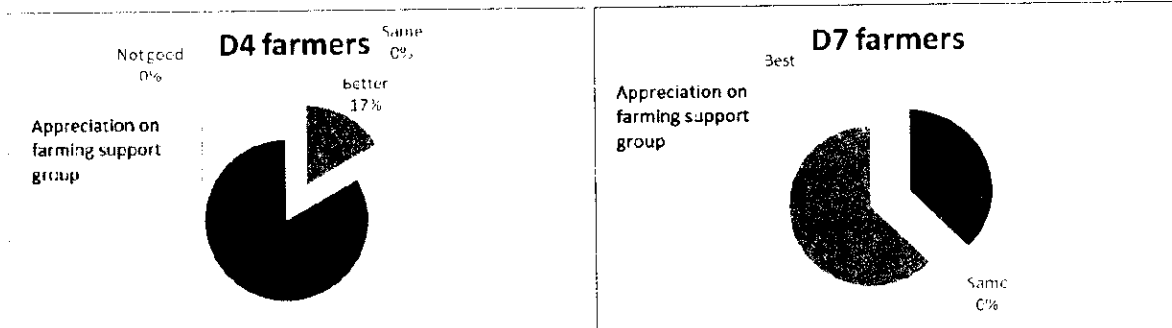 D4 farmers
Same
0%
Not good
0%
Better
17%
Appreciation on
farming support
group
D7 farmers
Best
Appreciation on
farming support
group
Same
0%